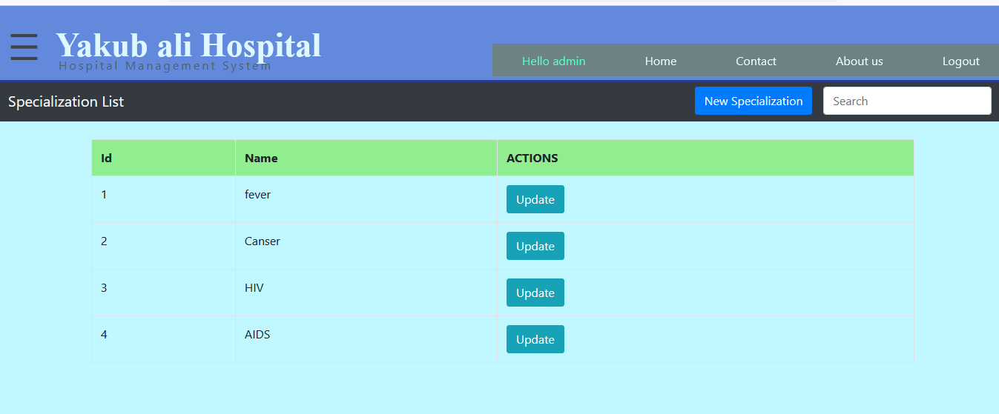 Yakub ali Hospital
Hospital Management System
Hello admin Home Contact About us Logout
Specialization List New Specialization Search
Id Name ACTIONS
1 fever Update
2 Canser Update
3 HIV Update
4 AIDS Update